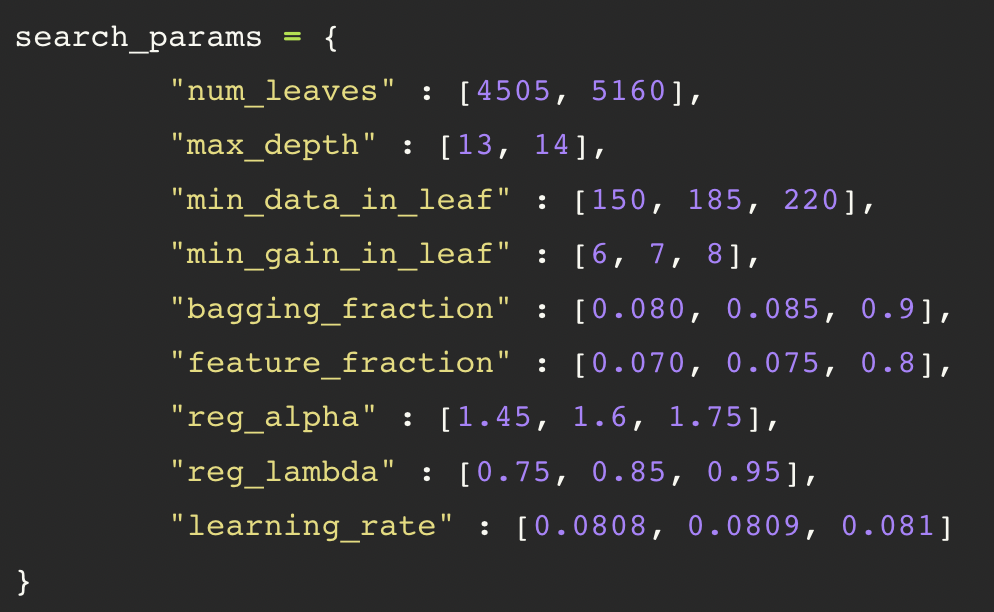 search_params = {
"num_leaves" : [4505, 5160],
"max_depth" : [13, 14],
"min_data_in_leaf" : [150, 185, 220],
"min_gain_in_leaf" : [6, 7, 8],
"bagging_fraction" : [0.080, 0.085, 0.9],
"feature_fraction" : [0.070, 0.075, 0.8],
"reg_alpha" : [1.45, 1.6, 1.75],
"reg_lambda" : [0.75, 0.85, 0.95],
"learning_rate" : [0.0808, 0.0809, 0.081]
}